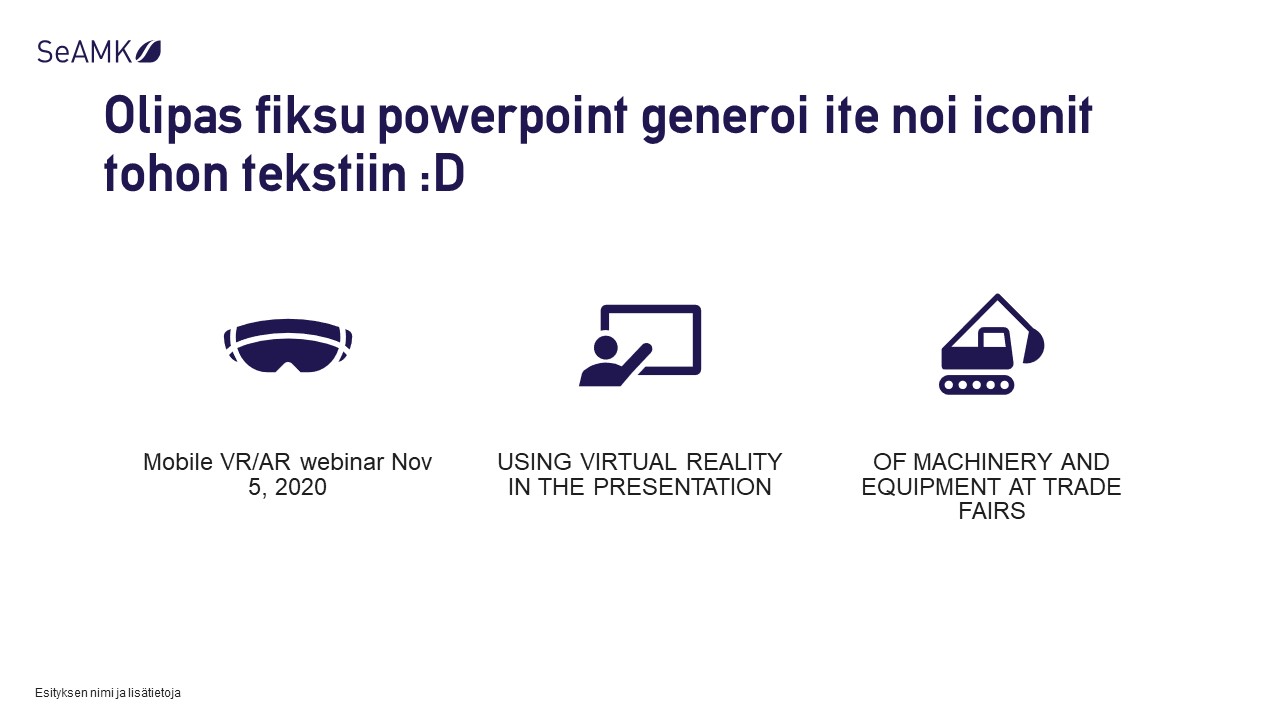 SeAMK
Olipas fiksu powerpoint generoi ite noi iconit
tohon tekstiin :D
Mobile VR/AR webinar Nov
5, 2020
USING VIRTUAL REALITY
IN THE PRESENTATION
OF MACHINERY AND
EQUIPMENT AT TRADE
FAIRS
Esityksen nimi ja lisätietoja